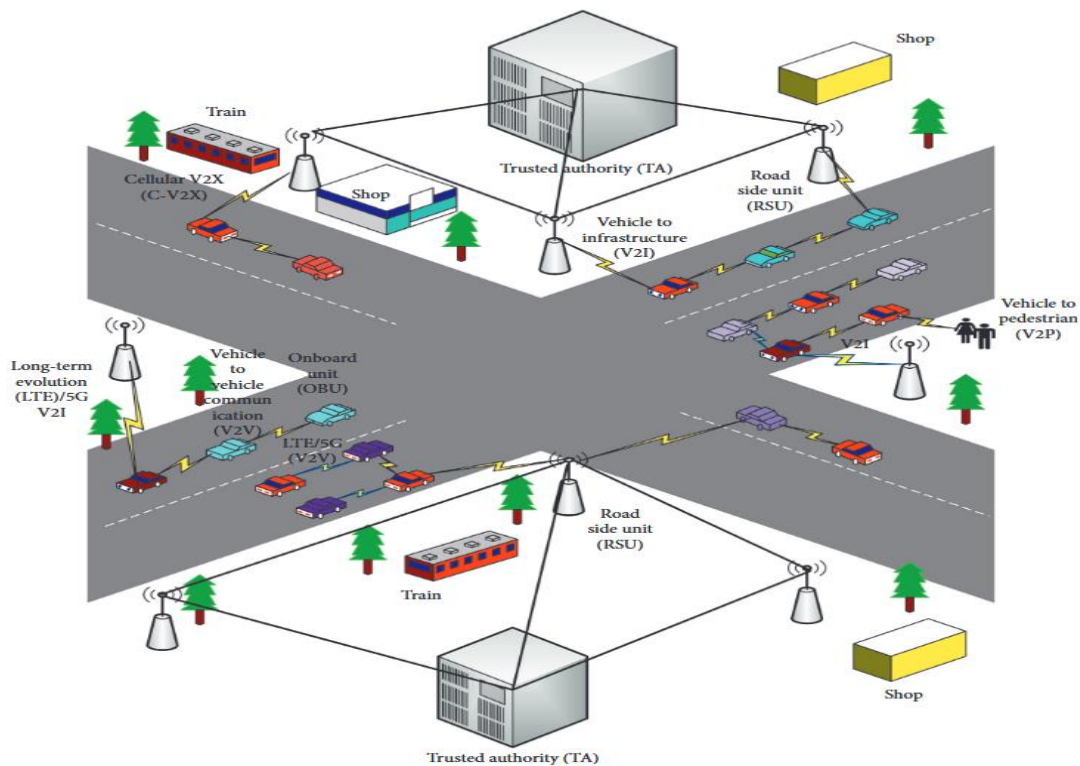 Shop
Train
Trusted authority (TA)
Cellular V2X
(C-V2X)
Shop
Road
side unit
(RSU)
Vehicle to
infrastructure
(V2I)
Vehicle to
pedestrian
(V2P)
V2I
Long-term
evolution
(LTE)/5G
V2I
Vehicle
to
vehicle
commun
ication
(V2V)
Onboard
unit
(OBU)
LTE/5G
(V2V)
Road
side unit
(RSU)
Train
Shop
Trusted authority (TA)